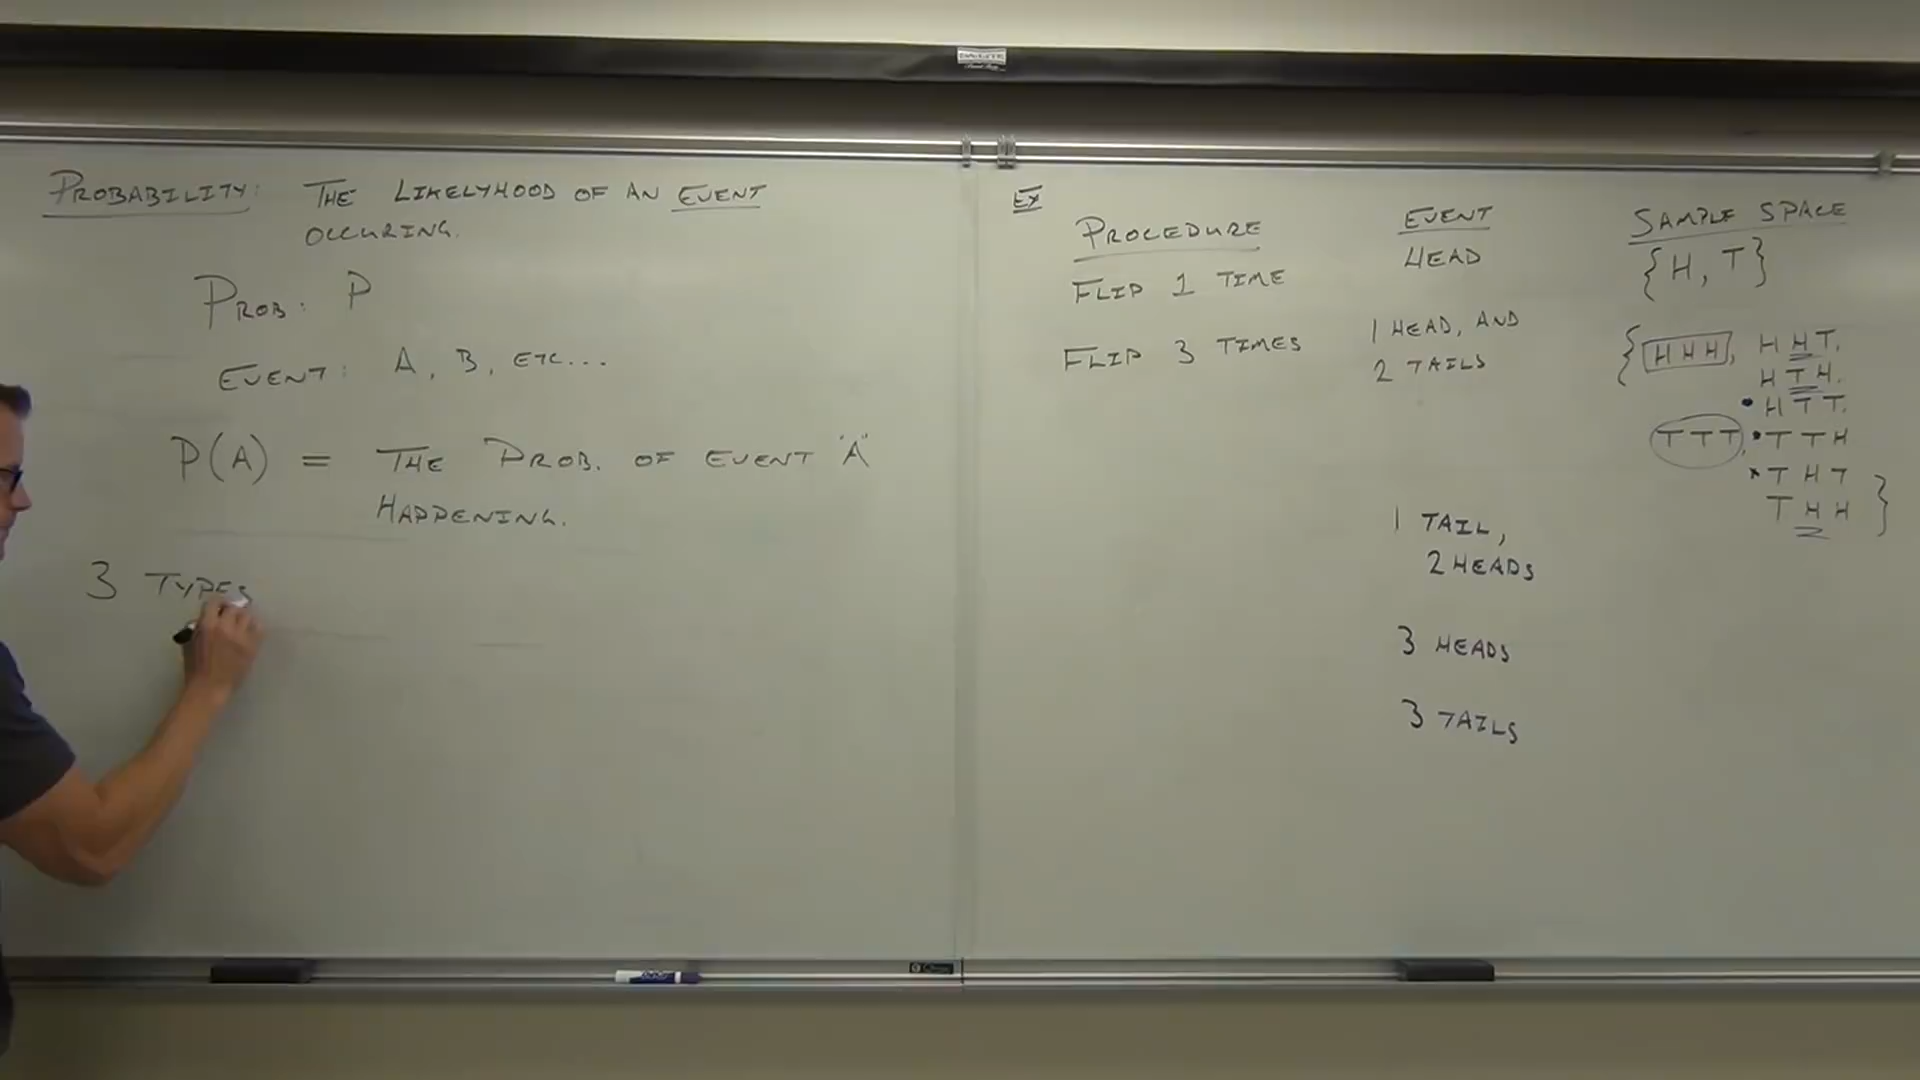 PROBABILITY: THE LIKELYHOOD OF AN EVENT
OCCURING.
PROB: P
EVENT: A, B, ETC...
P(A) = THE PROB. OF EVENT "A"
HAPPENING.
3 TYPES
EX
PROCEDURE
FLIP 1 TIME
FLIP 3 TIMES
EVENT
HEAD
1 HEAD, AND
2 TAILS
1 TAIL,
2 HEADS
3 HEADS
3 TAILS
SAMPLE SPACE
{H, T}
{HHH, HHT,
HTH,
HTT,
TTT, TTH
THT
THH}